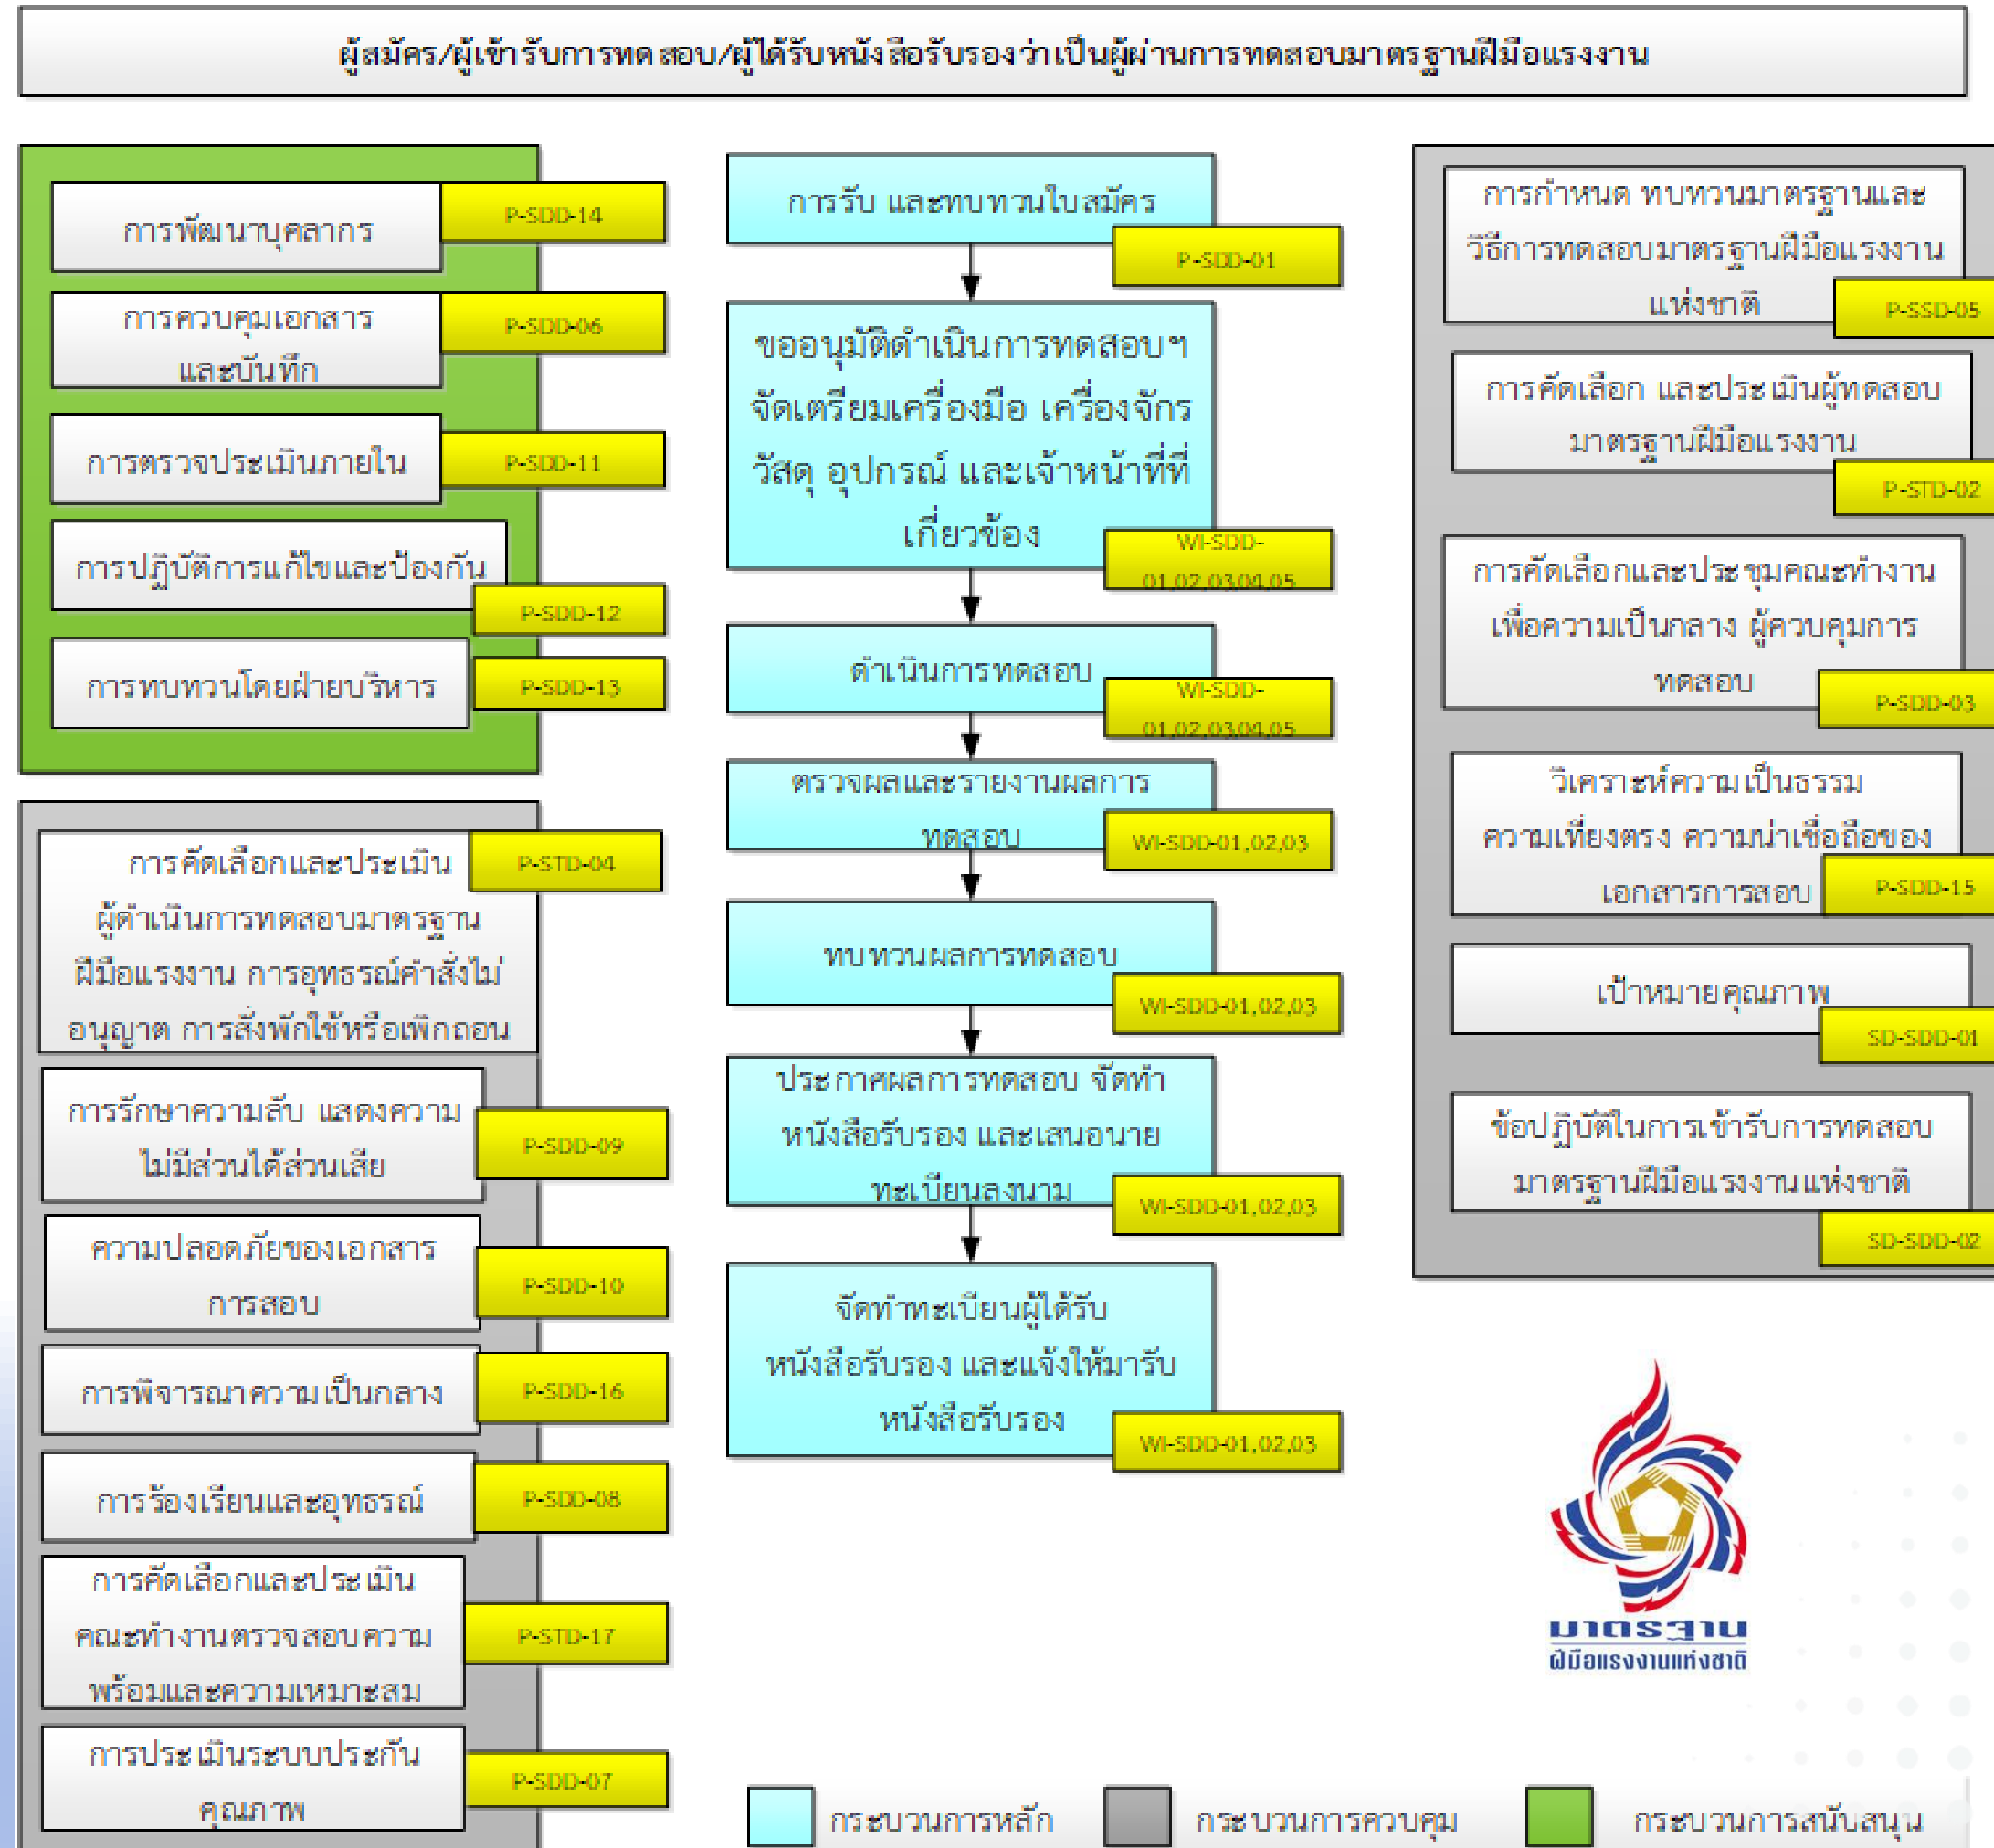 ผู้สมัคร/ผู้เข้ารับการทดสอบ/ผู้ได้รับหนังสือรับรองว่าเป็นผู้ผ่านการทดสอบมาตรฐานฝีมือแรงงาน
การพัฒนาบุคลากร
P-SDD-14
การควบคุมเอกสาร
และบันทึก
P-SDD-06
การตรวจประเมินภายใน
P-SDD-11
การปฏิบัติการแก้ไขและป้องกัน
P-SDD-12
การทบทวนโดยฝ่ายบริหาร
P-SDD-13
การคัดเลือกและประเมิน
ผู้ดำเนินการทดสอบมาตรฐาน
ฝีมือแรงงาน การอุทธรณ์คำสั่งไม่
อนุญาต การสั่งพักใช้หรือเพิกถอน
P-STD-04
การรักษาความลับ แสดงความ
ไม่มีส่วนได้ส่วนเสีย
P-SDD-09
ความปลอดภัยของเอกสาร
การสอบ
P-SDD-10
การพิจารณาความเป็นกลาง
P-SDD-16
การร้องเรียนและอุทธรณ์
P-SDD-08
การคัดเลือกและประเมิน
คณะทำงานตรวจสอบความ
พร้อมและความเหมาะสม
P-STD-17
การประเมินระบบประกัน
คุณภาพ
P-SDD-07
การรับ และทบทวนใบสมัคร
P-SDD-01
ขออนุมัติดำเนินการทดสอบฯ
จัดเตรียมเครื่องมือ เครื่องจักร
วัสดุ อุปกรณ์ และเจ้าหน้าที่ที่
เกี่ยวข้อง
WI-SDD-
01,02,03,04,05
ดำเนินการทดสอบ
WI-SDD-
01,02,03,04,05
ตรวจผลและรายงานผลการ
ทดสอบ
WI-SDD-01,02,03
ทบทวนผลการทดสอบ
WI-SDD-01,02,03
ประกาศผลการทดสอบ จัดทำ
หนังสือรับรอง และเสนอนาย
ทะเบียนลงนาม
WI-SDD-01,02,03
จัดทำทะเบียนผู้ได้รับ
หนังสือรับรอง และแจ้งให้มารับ
หนังสือรับรอง
WI-SDD-01,02,03
การกำหนด ทบทวนมาตรฐานและ
วิธีการทดสอบมาตรฐานฝีมือแรงงาน
แห่งชาติ
P-SSD-05
การคัดเลือก และประเมินผู้ทดสอบ
มาตรฐานฝีมือแรงงาน
P-STD-02
การคัดเลือกและประชุมคณะทำงาน
เพื่อความเป็นกลาง ผู้ควบคุมการ
ทดสอบ
P-SDD-03
วิเคราะห์ความเป็นธรรม
ความเที่ยงตรง ความน่าเชื่อถือของ
เอกสารการสอบ
P-SDD-15
เป้าหมายคุณภาพ
SD-SDD-01
ข้อปฏิบัติในการเข้ารับการทดสอบ
มาตรฐานฝีมือแรงงานแห่งชาติ
SD-SDD-02
มาตรฐาน
ฝีมือแรงงานแห่งชาติ
กระบวนการหลัก
กระบวนการควบคุม
กระบวนการสนับสนุน